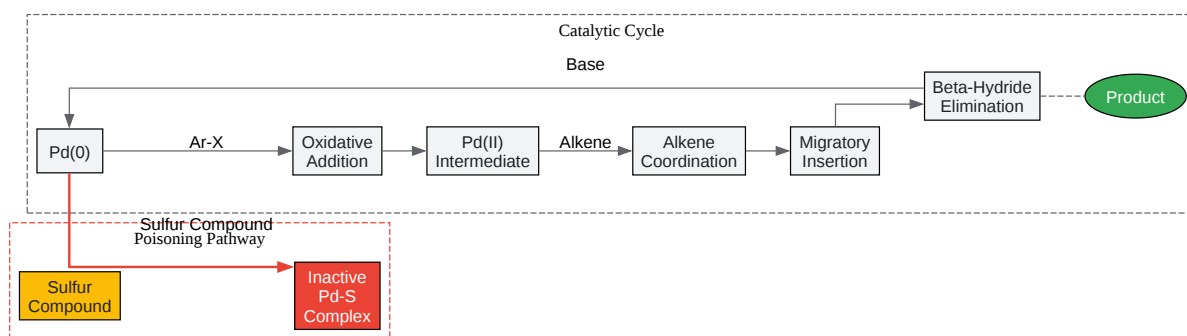 Catalytic Cycle
Base
Beta-Hydride
Elimination
Product
Pd(0)
Ar-X
Oxidative
Addition
Pd(II)
Intermediate
Alkene
Alkene
Coordination
Migratory
Insertion
Sulfur Compound
Poisoning Pathway
Sulfur
Compound
Inactive
Pd-S
Complex